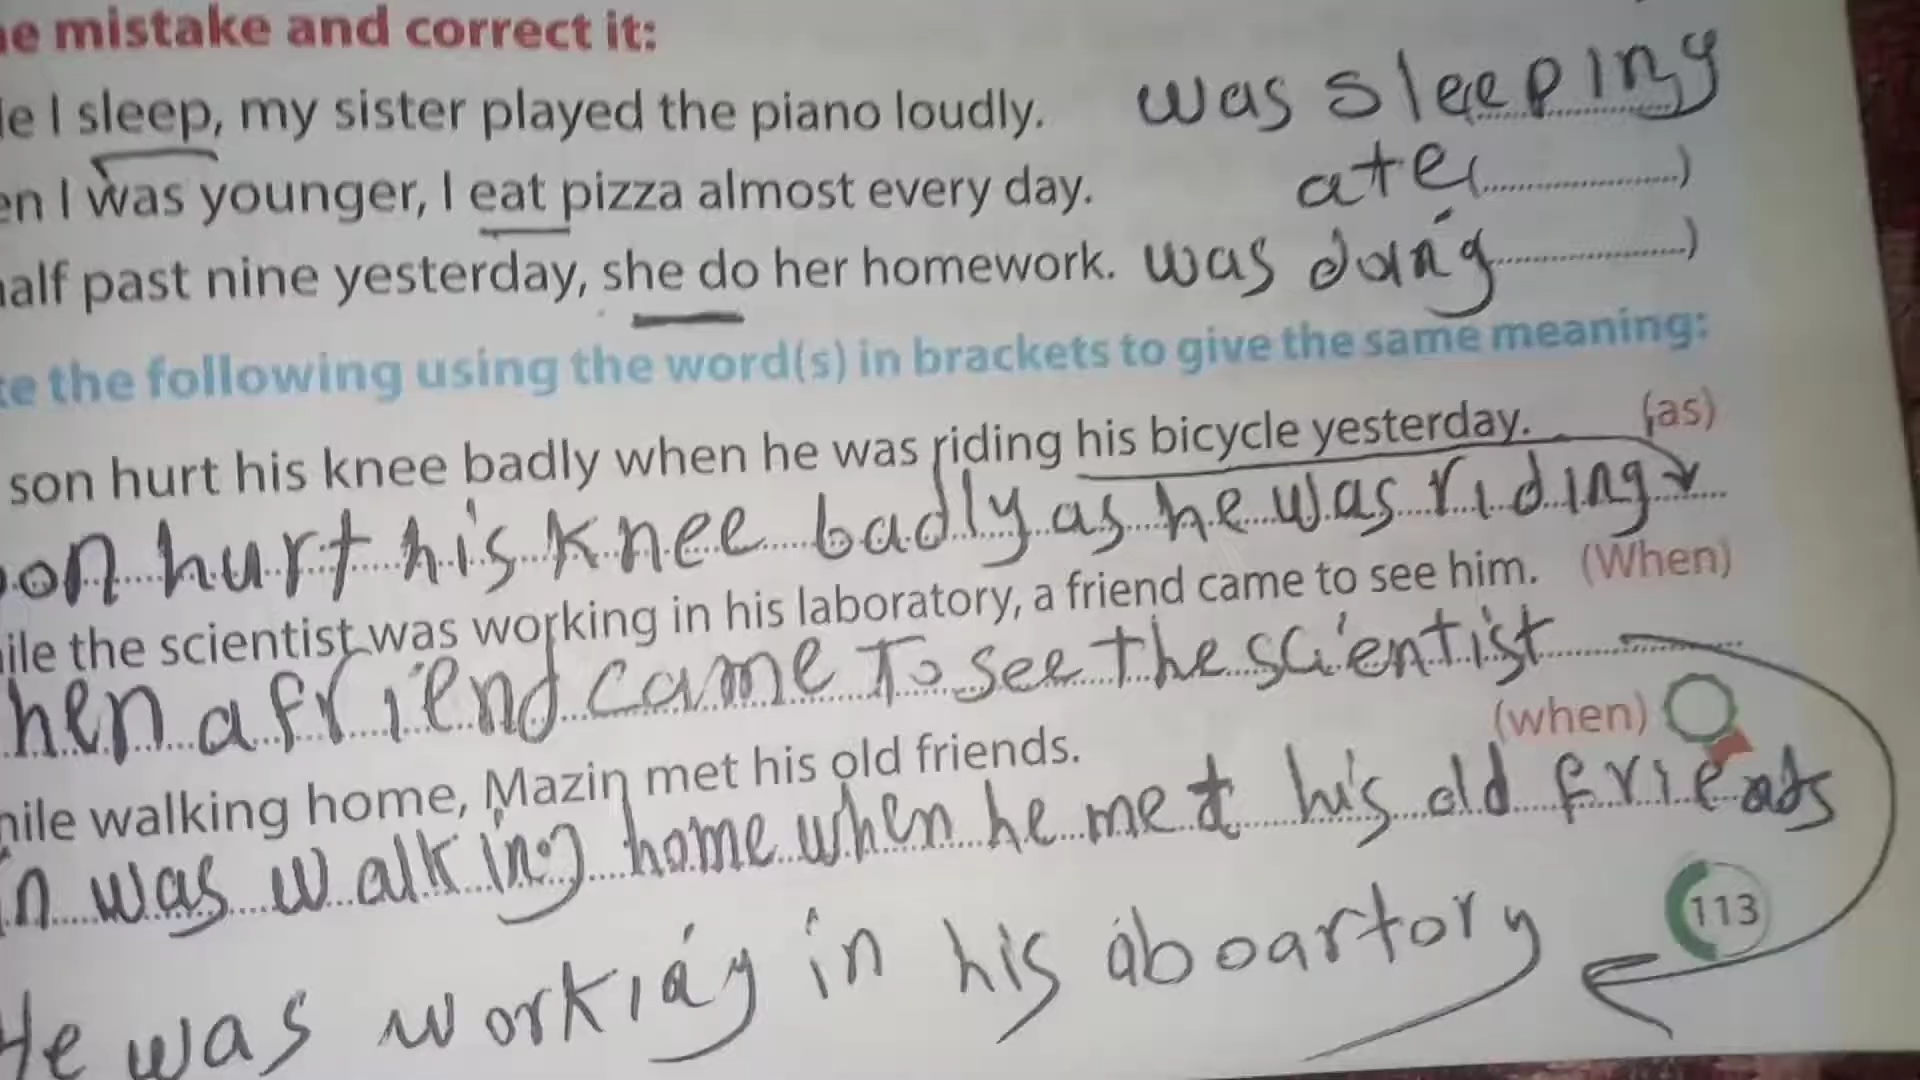 e mistake and correct it:
le I sleep, my sister played the piano loudly. was sleeping
en I was younger, I eat pizza almost every day. ate (....................)
half past nine yesterday, she do her homework. was doing ....................)
te the following using the word(s) in brackets to give the same meaning:
son hurt his knee badly when he was riding his bicycle yesterday. (as)
on hurt his knee badly as he was riding
ile the scientist was working in his laboratory, a friend came to see him. (When)
hen a friend came To see the scientist
hile walking home, Mazin met his old friends. (when)
n was walking home when he met his old friends
113
He was working in his aboartory